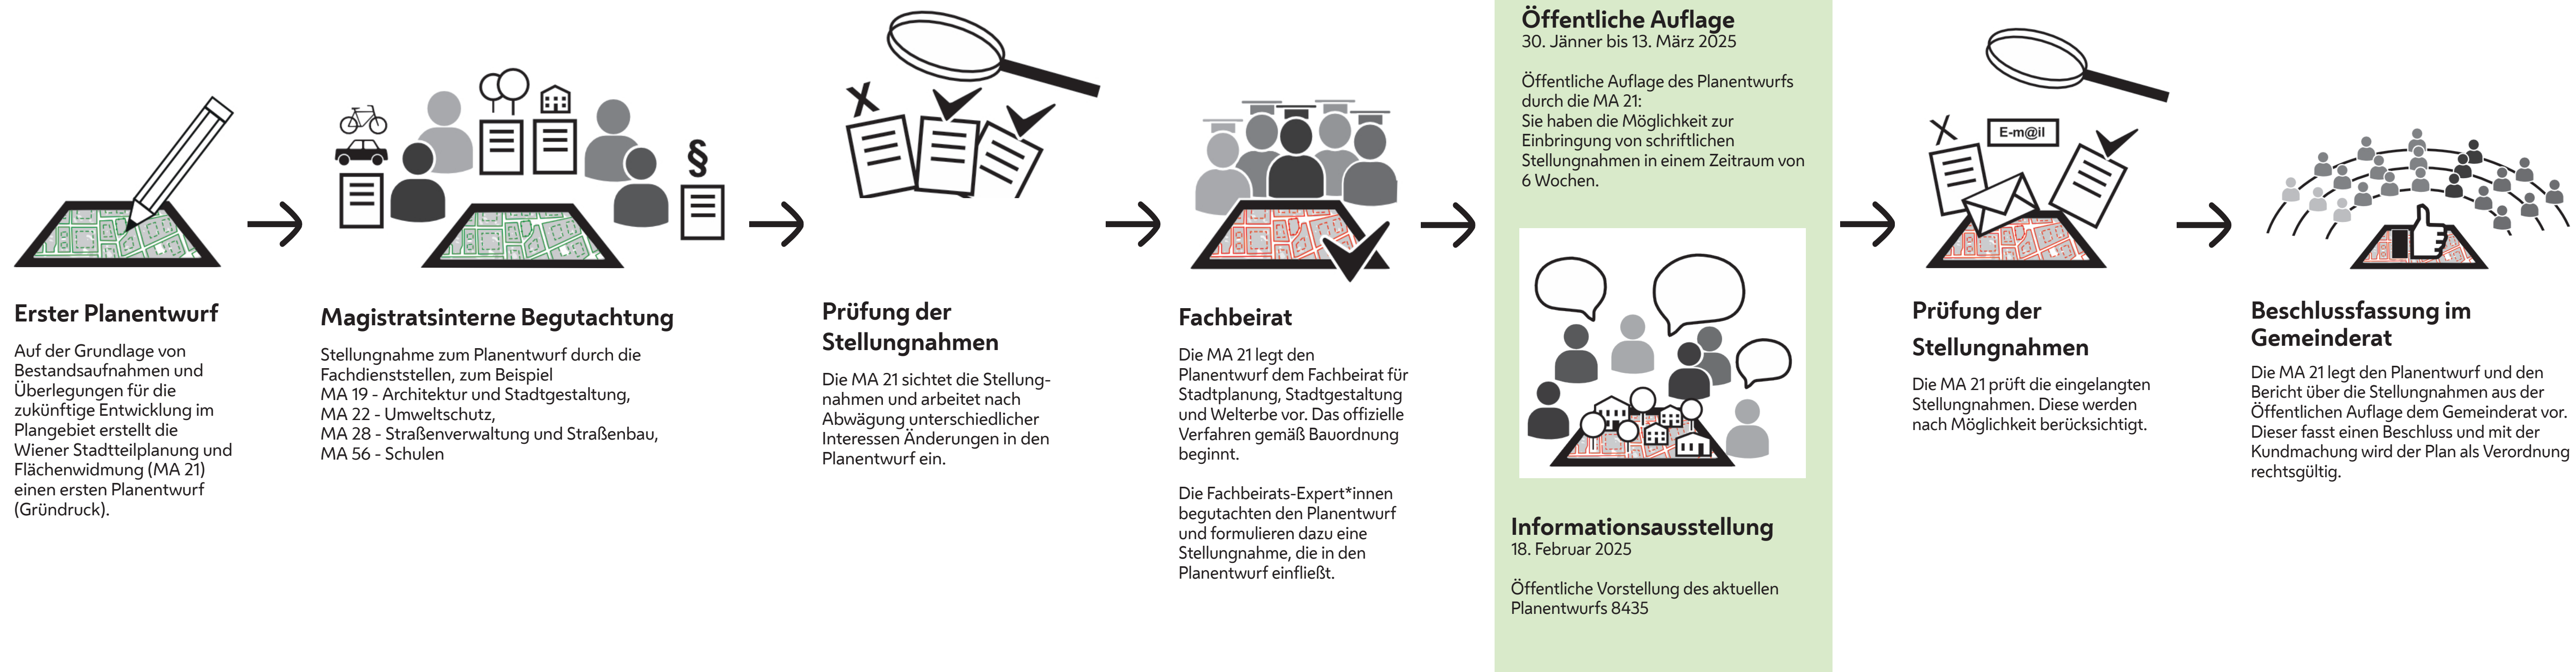 Erster Planentwurf
Auf der Grundlage von
Bestandsaufnahmen und
Überlegungen für die
zukünftige Entwicklung im
Plangebiet erstellt die
Wiener Stadtteilplanung und
Flächenwidmung (MA 21)
einen ersten Planentwurf
(Gründruck).
§
Magistratsinterne Begutachtung
Stellungnahme zum Planentwurf durch die
Fachdienststellen, zum Beispiel
MA 19 - Architektur und Stadtgestaltung,
MA 22 - Umweltschutz,
MA 28 - Straßenverwaltung und Straßenbau,
MA 56 - Schulen
Prüfung der
Stellungnahmen
Die MA 21 sichtet die Stellung-
nahmen und arbeitet nach
Abwägung unterschiedlicher
Interessen Änderungen in den
Planentwurf ein.
Fachbeirat
Die MA 21 legt den
Planentwurf dem Fachbeirat für
Stadtplanung, Stadtgestaltung
und Welterbe vor. Das offizielle
Verfahren gemäß Bauordnung
beginnt.
Die Fachbeirats-Expert*innen
begutachten den Planentwurf
und formulieren dazu eine
Stellungnahme, die in den
Planentwurf einfließt.
Öffentliche Auflage
30. Jänner bis 13. März 2025
Öffentliche Auflage des Planentwurfs
durch die MA 21:
Sie haben die Möglichkeit zur
Einbringung von schriftlichen
Stellungnahmen in einem Zeitraum von
6 Wochen.
Informationsausstellung
18. Februar 2025
Öffentliche Vorstellung des aktuellen
Planentwurfs 8435
E-m@il
Prüfung der
Stellungnahmen
Die MA 21 prüft die eingelangten
Stellungnahmen. Diese werden
nach Möglichkeit berücksichtigt.
Beschlussfassung im
Gemeinderat
Die MA 21 legt den Planentwurf und den
Bericht über die Stellungnahmen aus der
Öffentlichen Auflage dem Gemeinderat vor.
Dieser fasst einen Beschluss und mit der
Kundmachung wird der Plan als Verordnung
rechtsgültig.